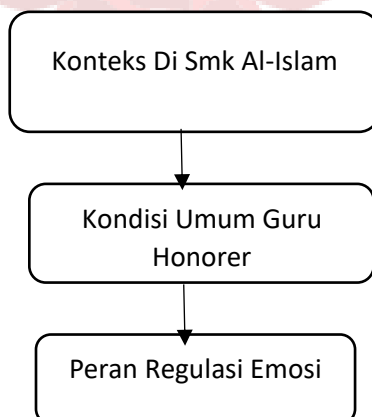 Konteks Di Smk Al-Islam
Kondisi Umum Guru
Honorer
Peran Regulasi Emosi